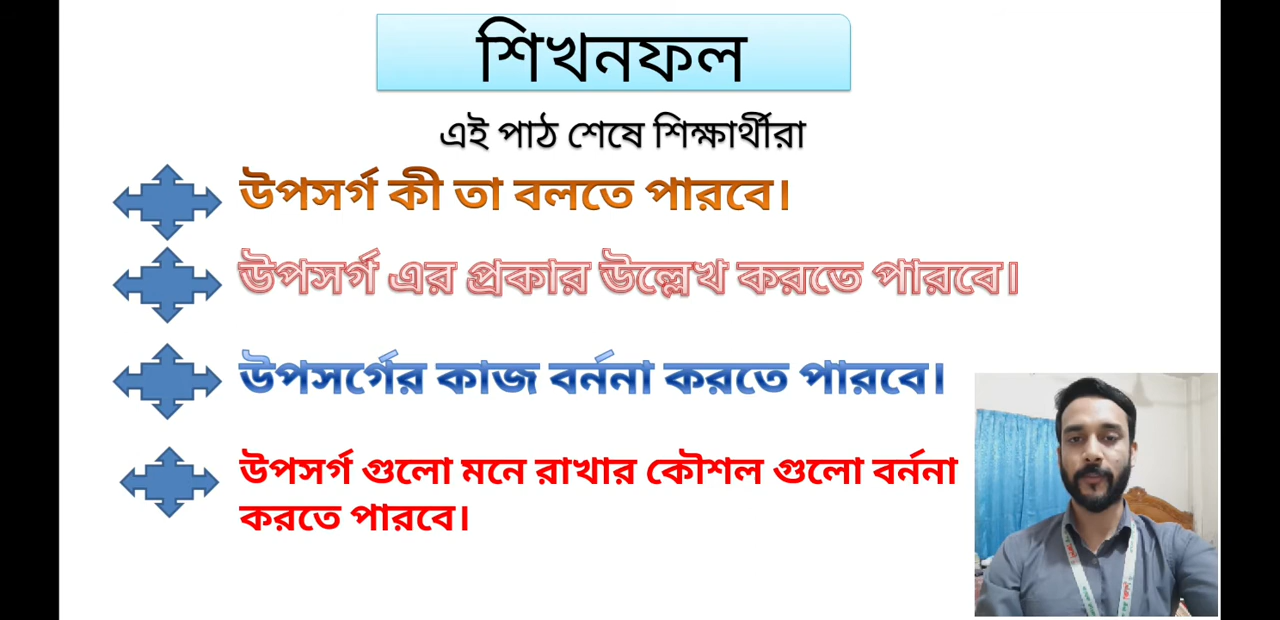 শিখনফল
এই পাঠ শেষে শিক্ষার্থীরা
উপসর্গ কী তা বলতে পারবে।
উপসর্গ এর প্রকার উল্লেখ করতে পারবে।
উপসর্গের কাজ বর্ননা করতে পারবে।
উপসর্গ গুলো মনে রাখার কৌশল গুলো বর্ননা
করতে পারবে।